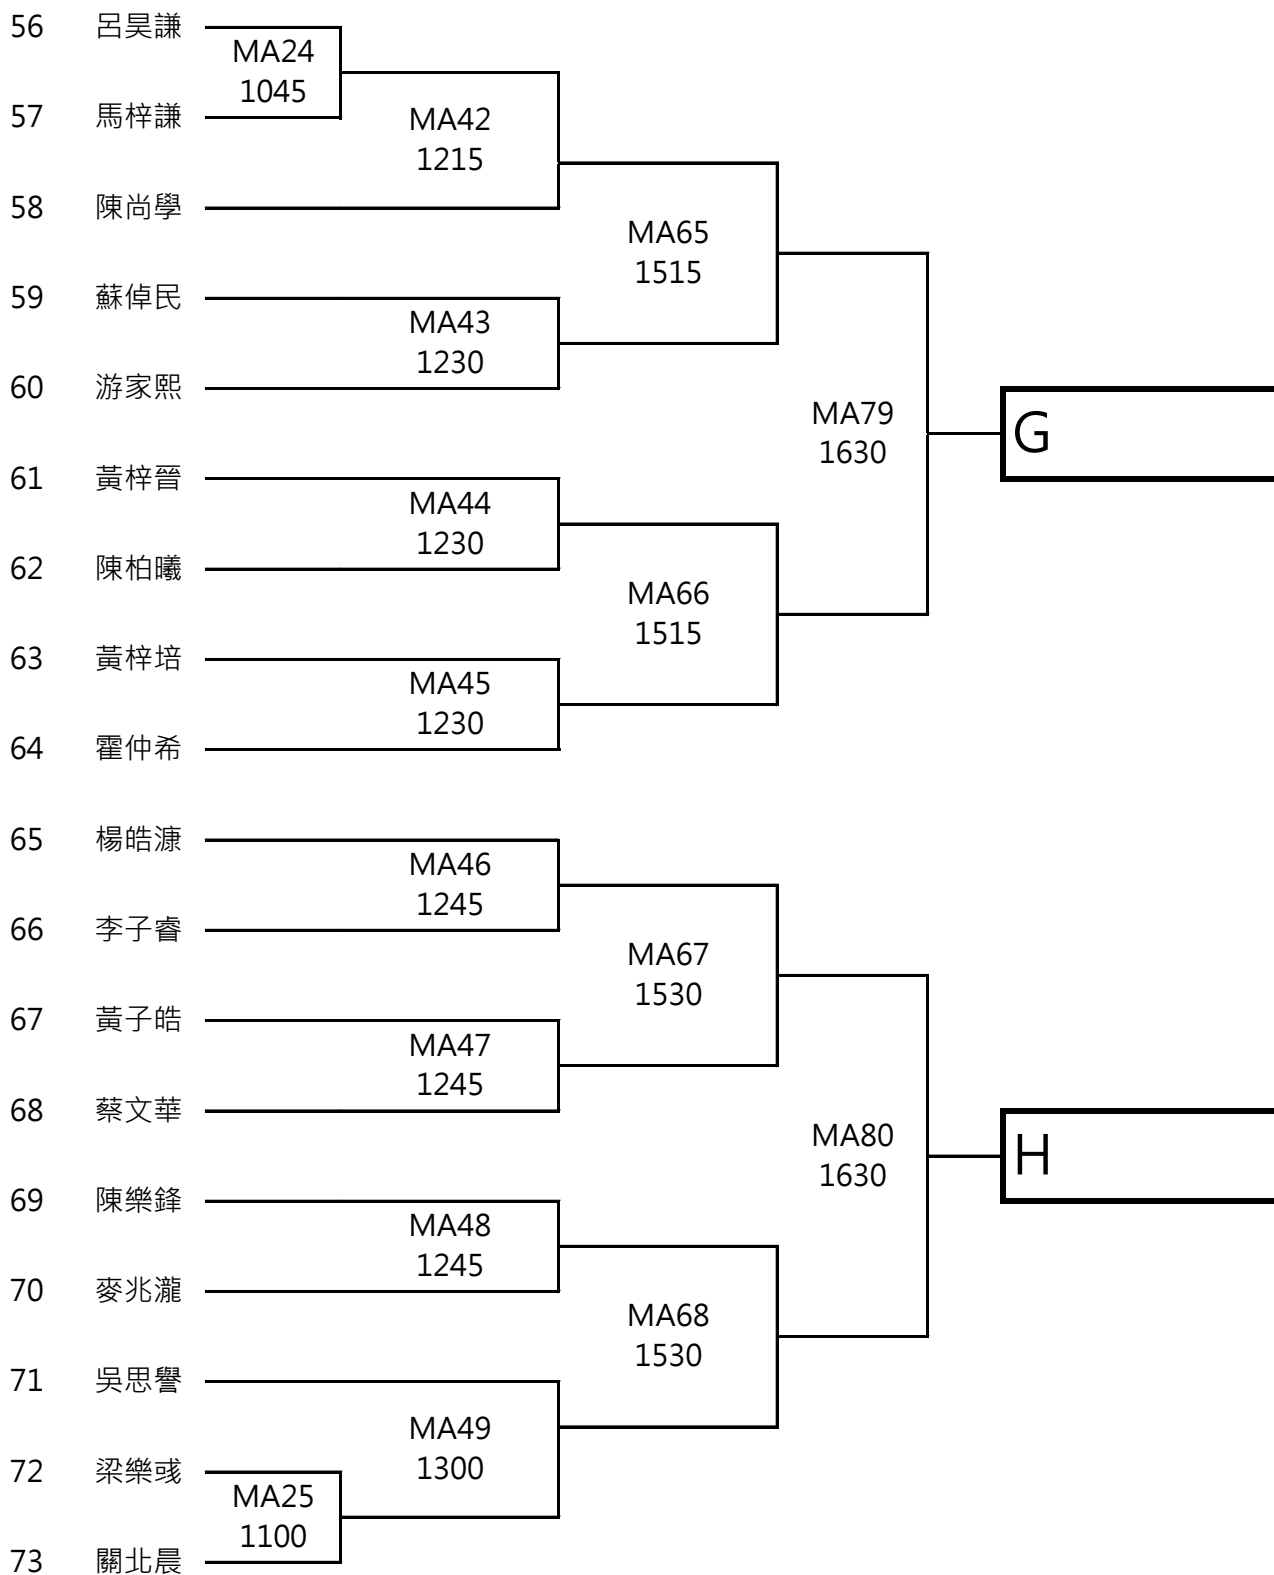 56 呂昊謙
MA24
1045
57 馬梓謙
MA42
1215
58 陳尚學
MA65
1515
59 蘇倬民
MA43
1230
60 游家熙
MA79
1630
G
61 黃梓晉
MA44
1230
62 陳柏曦
MA66
1515
63 黃梓培
MA45
1230
64 霍仲希
65 楊皓漮
MA46
1245
66 李子睿
MA67
1530
67 黃子皓
MA47
1245
68 蔡文華
MA80
1630
H
69 陳樂鋒
MA48
1245
70 麥兆瀧
MA68
1530
71 吳思譽
MA49
1300
72 梁樂彧
MA25
1100
73 關北晨